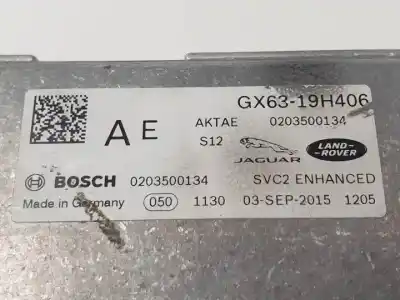 GX63-19H406
AE AKTAE 0203500134
S12 JAGUAR LAND-ROVER
BOSCH 0203500134 SVC2 ENHANCED
Made in Germany 050 1130 03-SEP-2015 1205